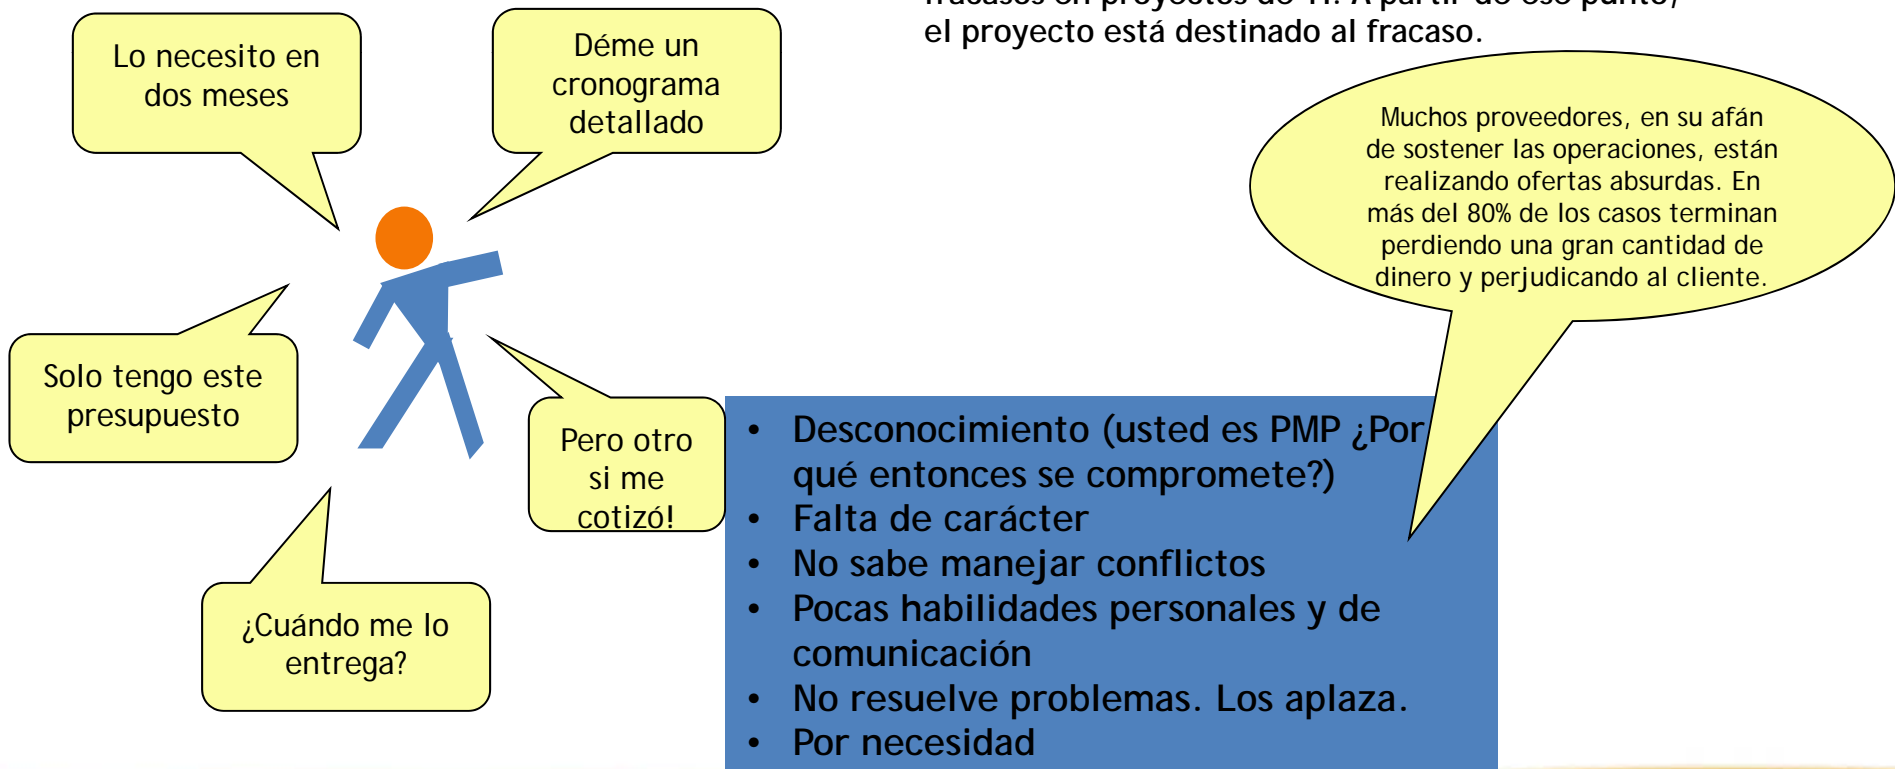 el proyecto está destinado al fracaso.
Lo necesito en
dos meses
Déme un
cronograma
detallado
Muchos proveedores, en su afán
de sostener las operaciones, están
realizando ofertas absurdas. En
más del 80% de los casos terminan
perdiendo una gran cantidad de
dinero y perjudicando al cliente.
Solo tengo este
presupuesto
Pero otro
si me
cotizó!
¿Cuándo me lo
entrega?
• Desconocimiento (usted es PMP ¿Por
qué entonces se compromete?)
• Falta de carácter
• No sabe manejar conflictos
• Pocas habilidades personales y de
comunicación
• No resuelve problemas. Los aplaza.
• Por necesidad